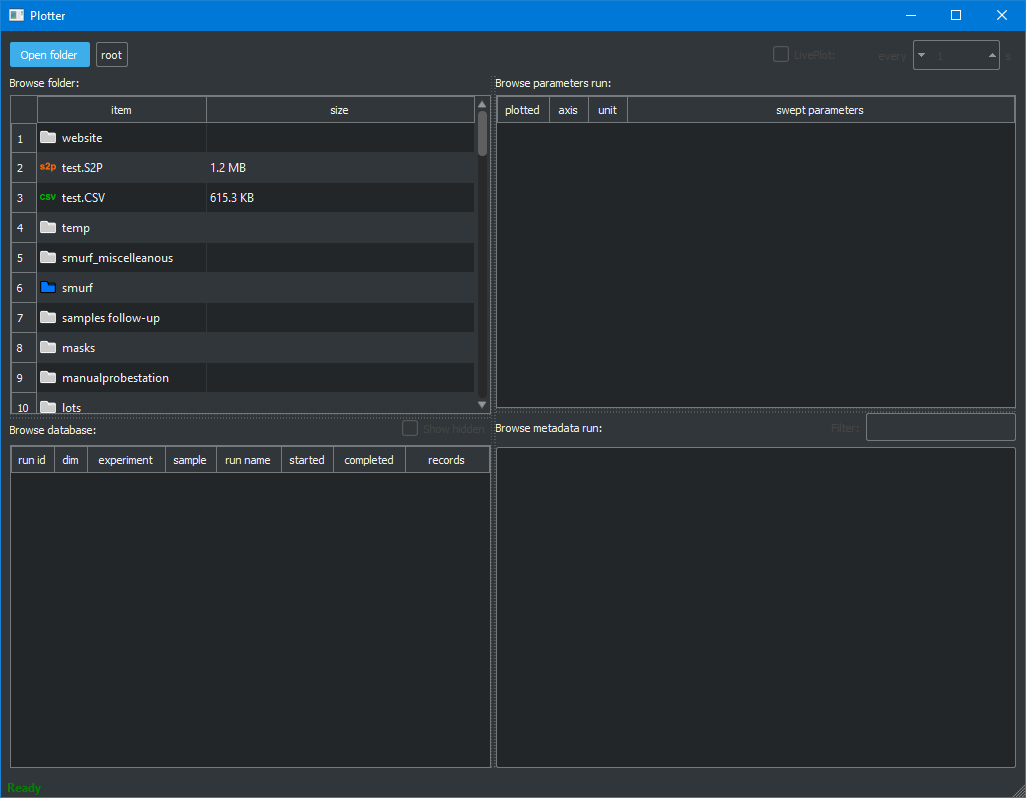 Plotter
Open folder root LivePlot: every 1 s
Browse folder:
item size
1 website
2 s2p test.S2P 1.2 MB
3 csv test.CSV 615.3 KB
4 temp
5 smurf_miscelleanous
6 smurf
7 samples follow-up
8 masks
9 manualprobestation
10 lots
Browse parameters run:
plotted axis unit swept parameters
Browse database: Show hidden
run id dim experiment sample run name started completed records
Browse metadata run: Filter:
Ready